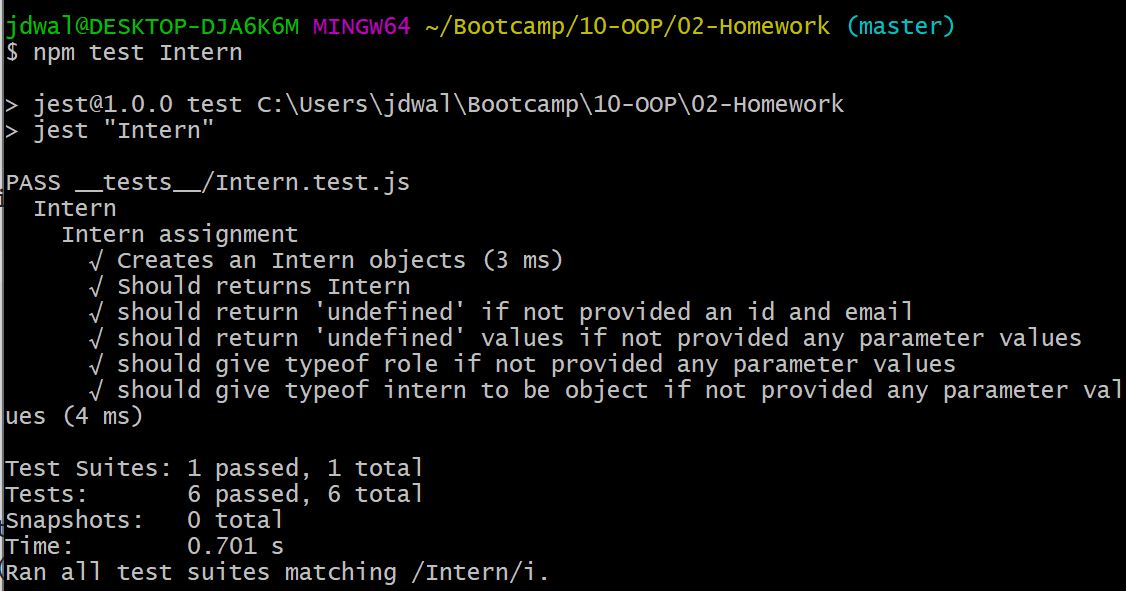 jdwal@DESKTOP-DJA6K6M MINGW64 ~/Bootcamp/10-OOP/02-Homework (master)
$ npm test Intern
> jest@1.0.0 test C:\Users\jdwal\Bootcamp\10-OOP\02-Homework
> jest "Intern"
PASS __tests__/Intern.test.js
Intern
Intern assignment
√ Creates an Intern objects (3 ms)
√ Should returns Intern
√ should return 'undefined' if not provided an id and email
√ should return 'undefined' values if not provided any parameter values
√ should give typeof role if not provided any parameter values
√ should give typeof intern to be object if not provided any parameter val
ues (4 ms)
Test Suites: 1 passed, 1 total
Tests:       6 passed, 6 total
Snapshots:   0 total
Time:        0.701 s
Ran all test suites matching /Intern/i.